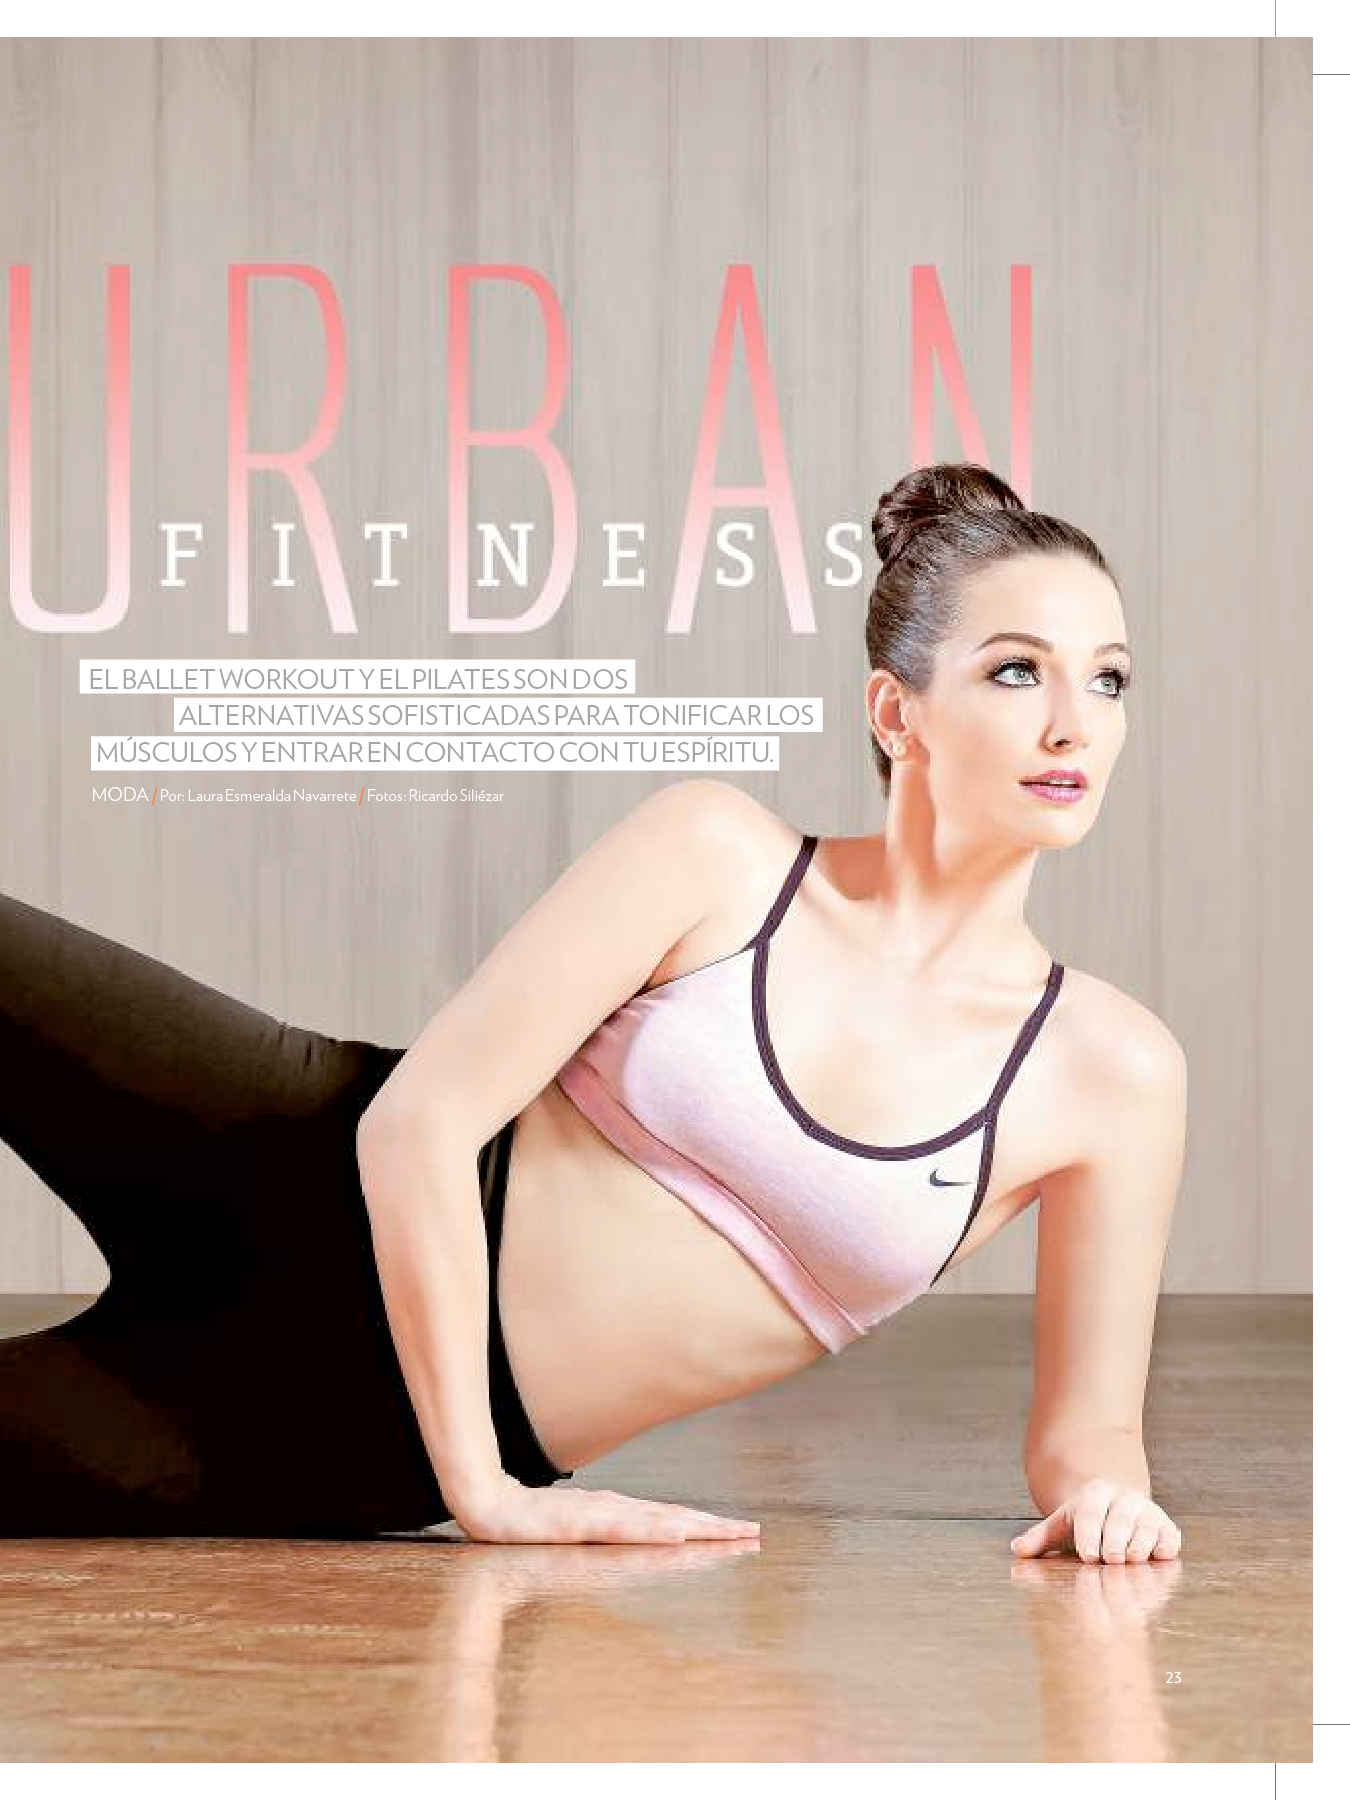 URBAN
FITNESS
EL BALLET WORKOUT Y EL PILATES SON DOS
ALTERNATIVAS SOFISTICADAS PARA TONIFICAR LOS
MÚSCULOS Y ENTRAR EN CONTACTO CON TU ESPÍRITU.
MODA / Por: Laura Esmeralda Navarrete / Fotos: Ricardo Siliézar
23